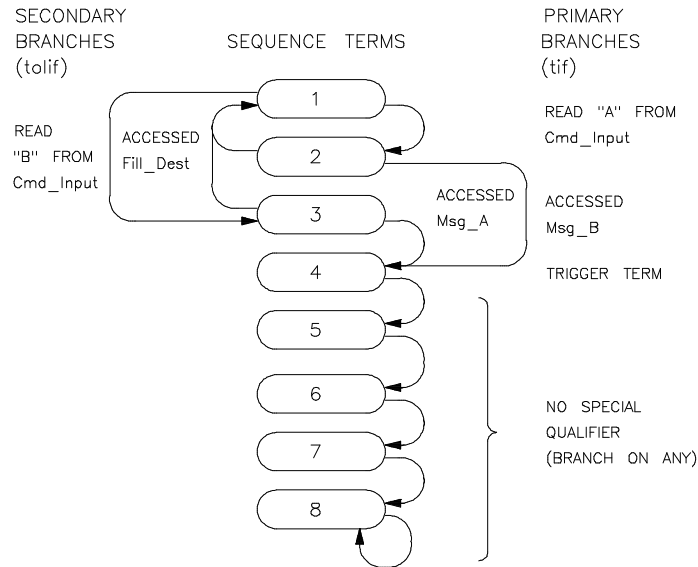 SECONDARY
BRANCHES
(tolif)
SEQUENCE TERMS
PRIMARY
BRANCHES
(tif)
READ
"B" FROM
Cmd_Input
ACCESSED
Fill_Dest
1
2
3
4
5
6
7
8
ACCESSED
Msg_A
READ "A" FROM
Cmd_Input
ACCESSED
Msg_B
TRIGGER TERM
NO SPECIAL
QUALIFIER
(BRANCH ON ANY)